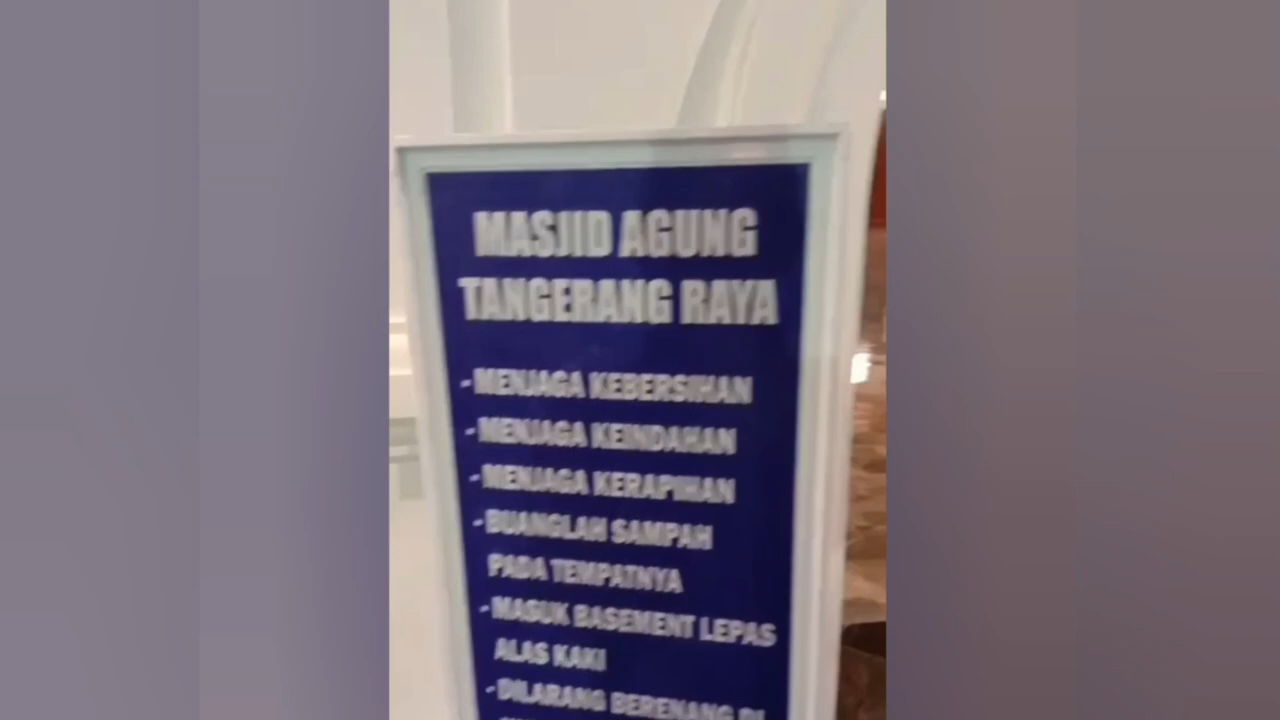 MASJID AGUNG
TANGERANG RAYA
- MENJAGA KEBERSIHAN
- MENJAGA KEINDAHAN
- MENJAGA KERAPIHAN
- BUANGLAH SAMPAH
PADA TEMPATNYA
- MASUK BASEMENT LEPAS
ALAS KAKI
- DILARANG BERENANG DI